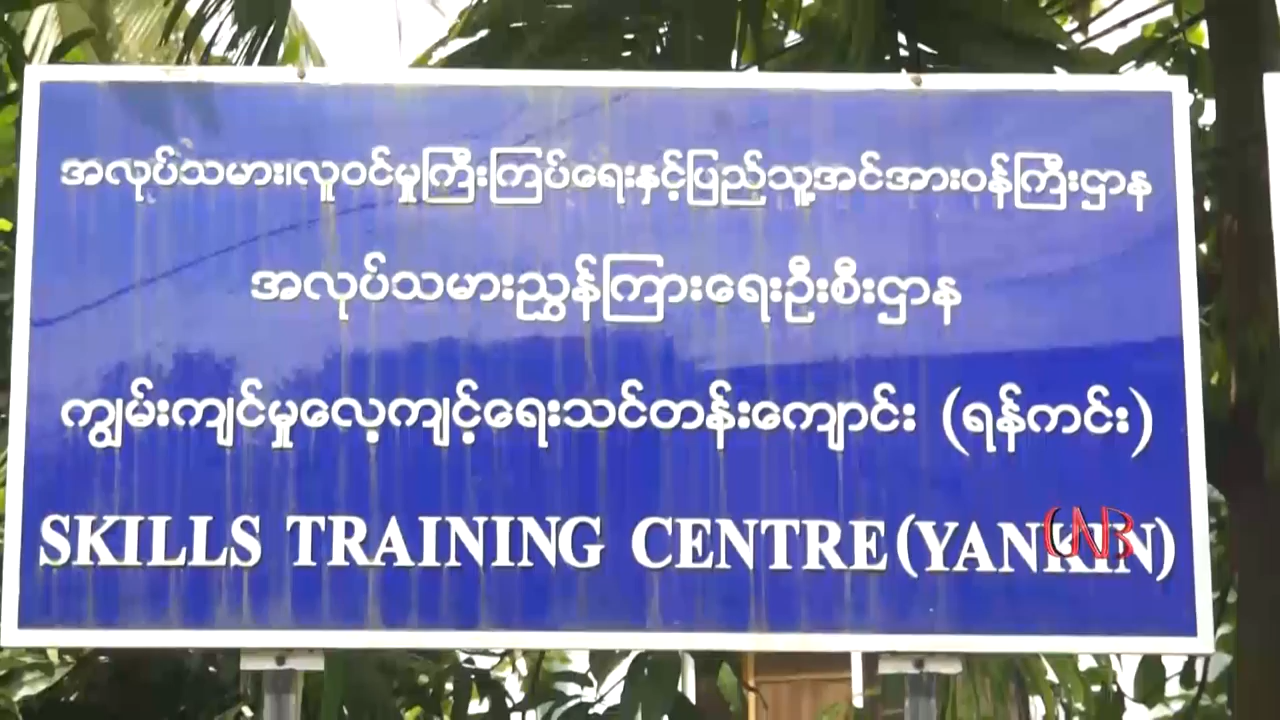 အလုပ်သမား၊လူဝင်မှုကြီးကြပ်ရေးနှင့်ပြည်သူ့အင်အားဝန်ကြီးဌာန
အလုပ်သမားညွှန်ကြားရေးဦးစီးဌာန
ကျွမ်းကျင်မှုလေ့ကျင့်ရေးသင်တန်းကျောင်း (ရန်ကင်း)
SKILLS TRAINING CENTRE(YANKIN)
CNB